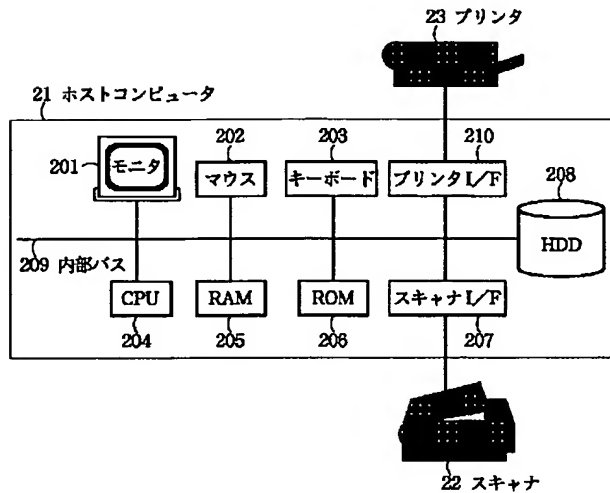 23 プリンタ
21 ホストコンピュータ
201
モニタ
202
マウス
203
キーボード
210
プリンタI/F
208
HDD
209 内部バス
CPU
204
RAM
205
ROM
206
スキャナI/F
207
22 スキャナ